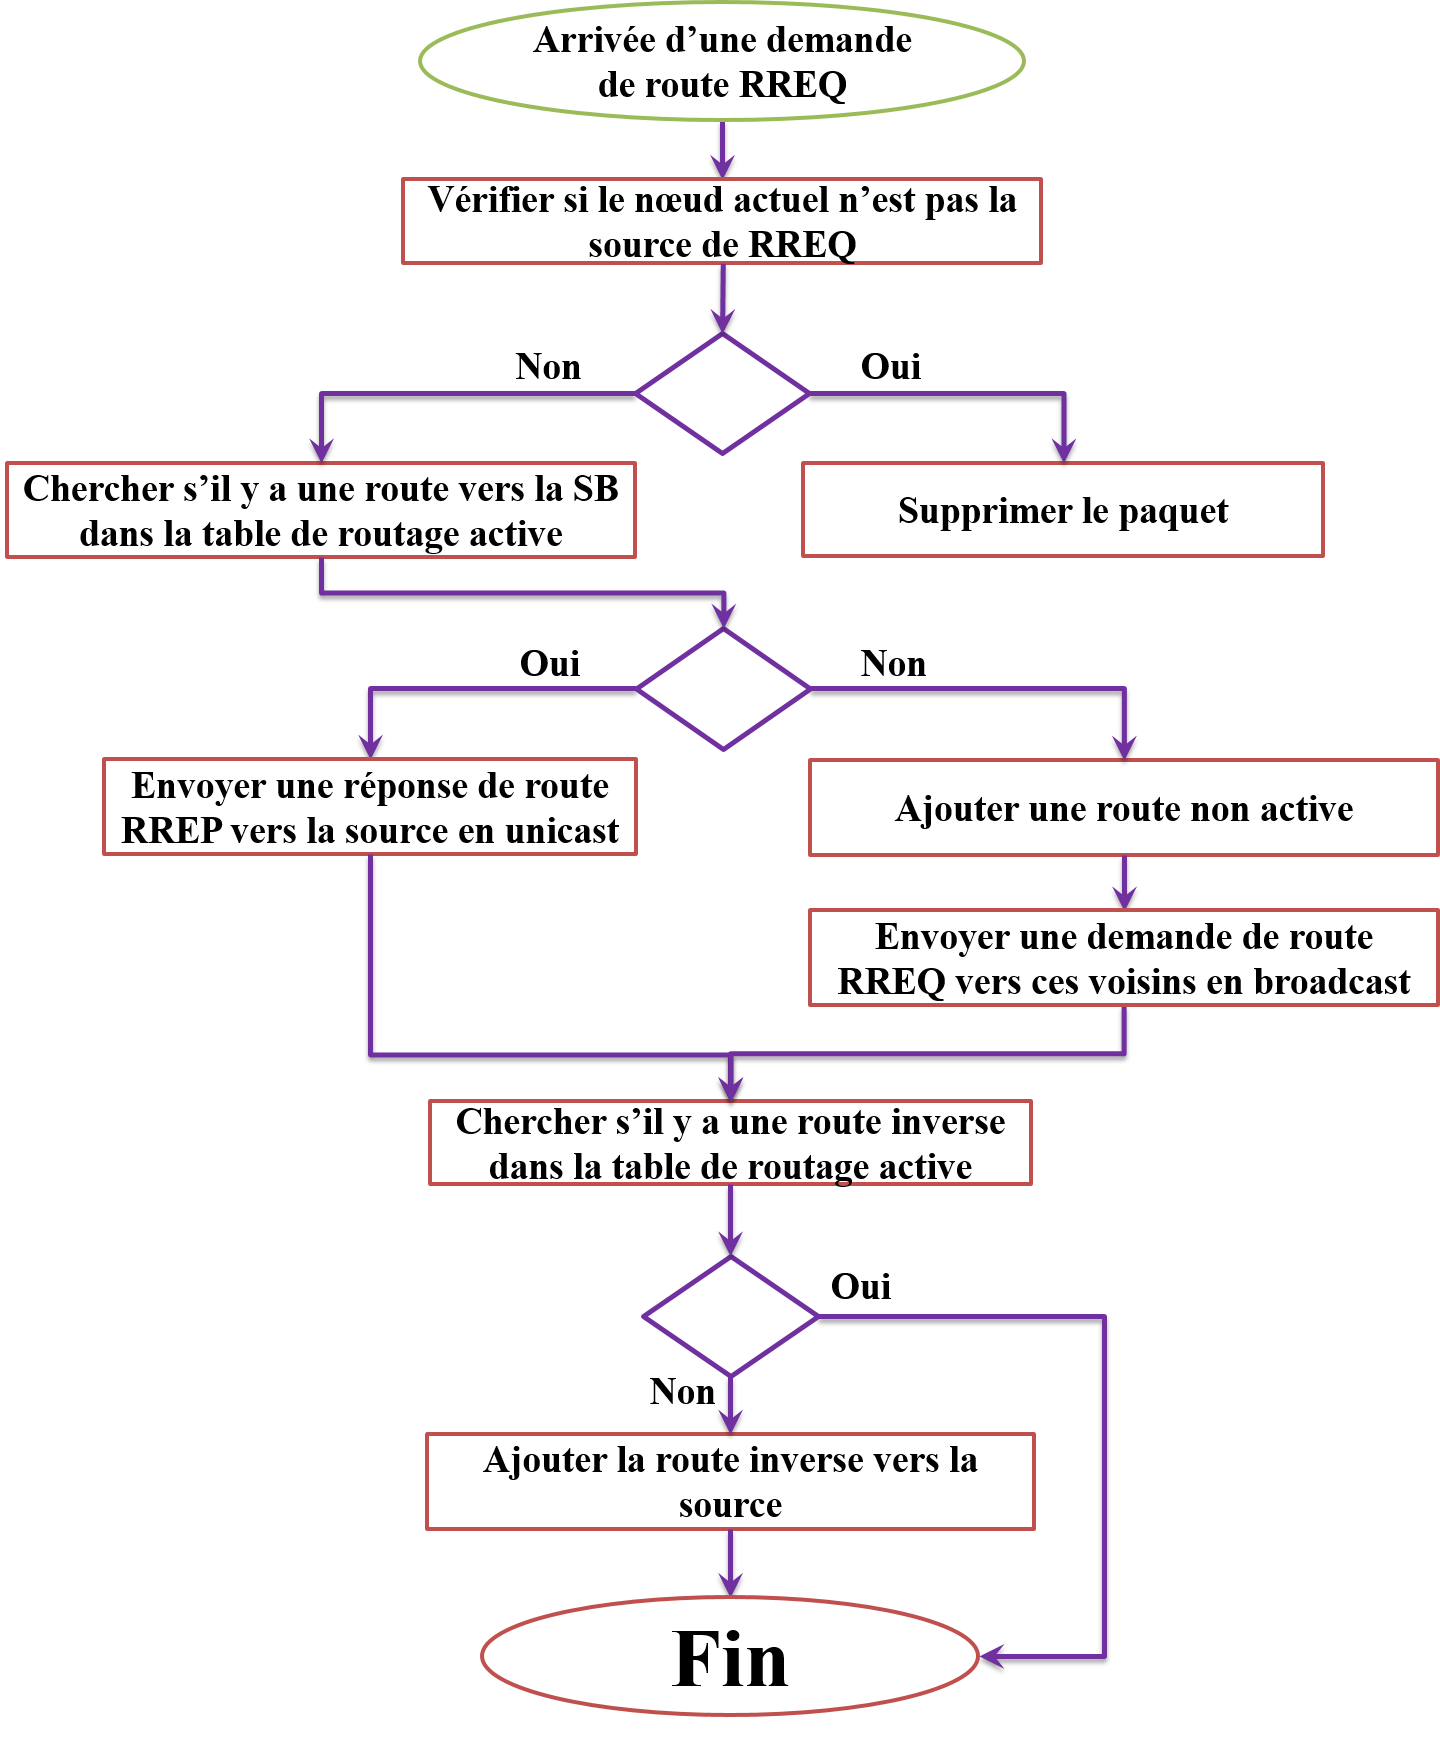 Arrivée d’une demande
de route RREQ
Vérifier si le nœud actuel n’est pas la
source de RREQ
Non
Oui
Chercher s’il y a une route vers la SB
dans la table de routage active
Supprimer le paquet
Oui
Non
Envoyer une réponse de route
RREP vers la source en unicast
Ajouter une route non active
Envoyer une demande de route
RREQ vers ces voisins en broadcast
Chercher s’il y a une route inverse
dans la table de routage active
Oui
Non
Ajouter la route inverse vers la
source
Fin